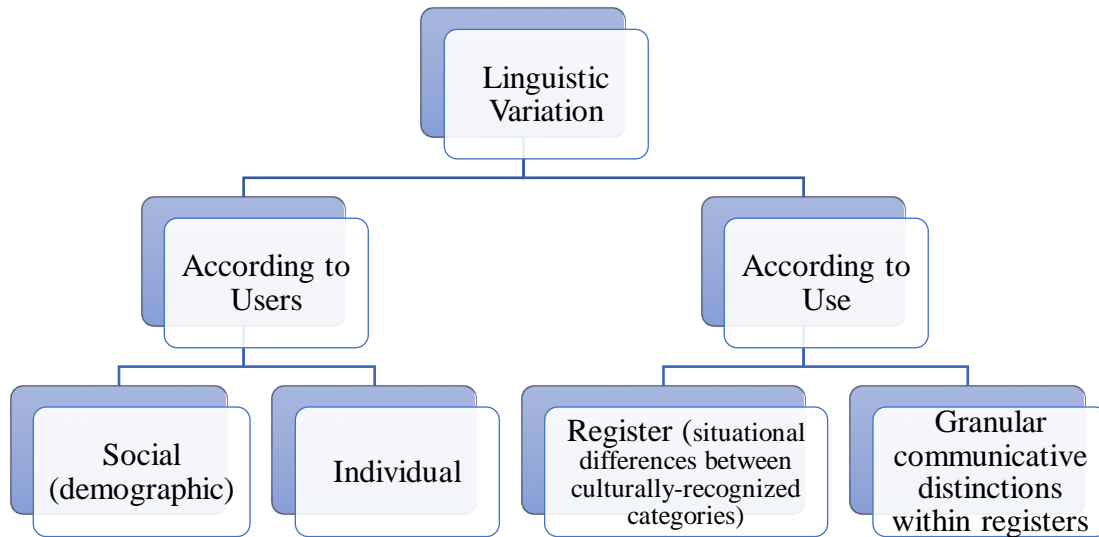 Linguistic
Variation
According to
Users
According to
Use
Social
(demographic)
Individual
Register (situational
differences between
culturally-recognized
categories)
Granular
communicative
distinctions
within registers